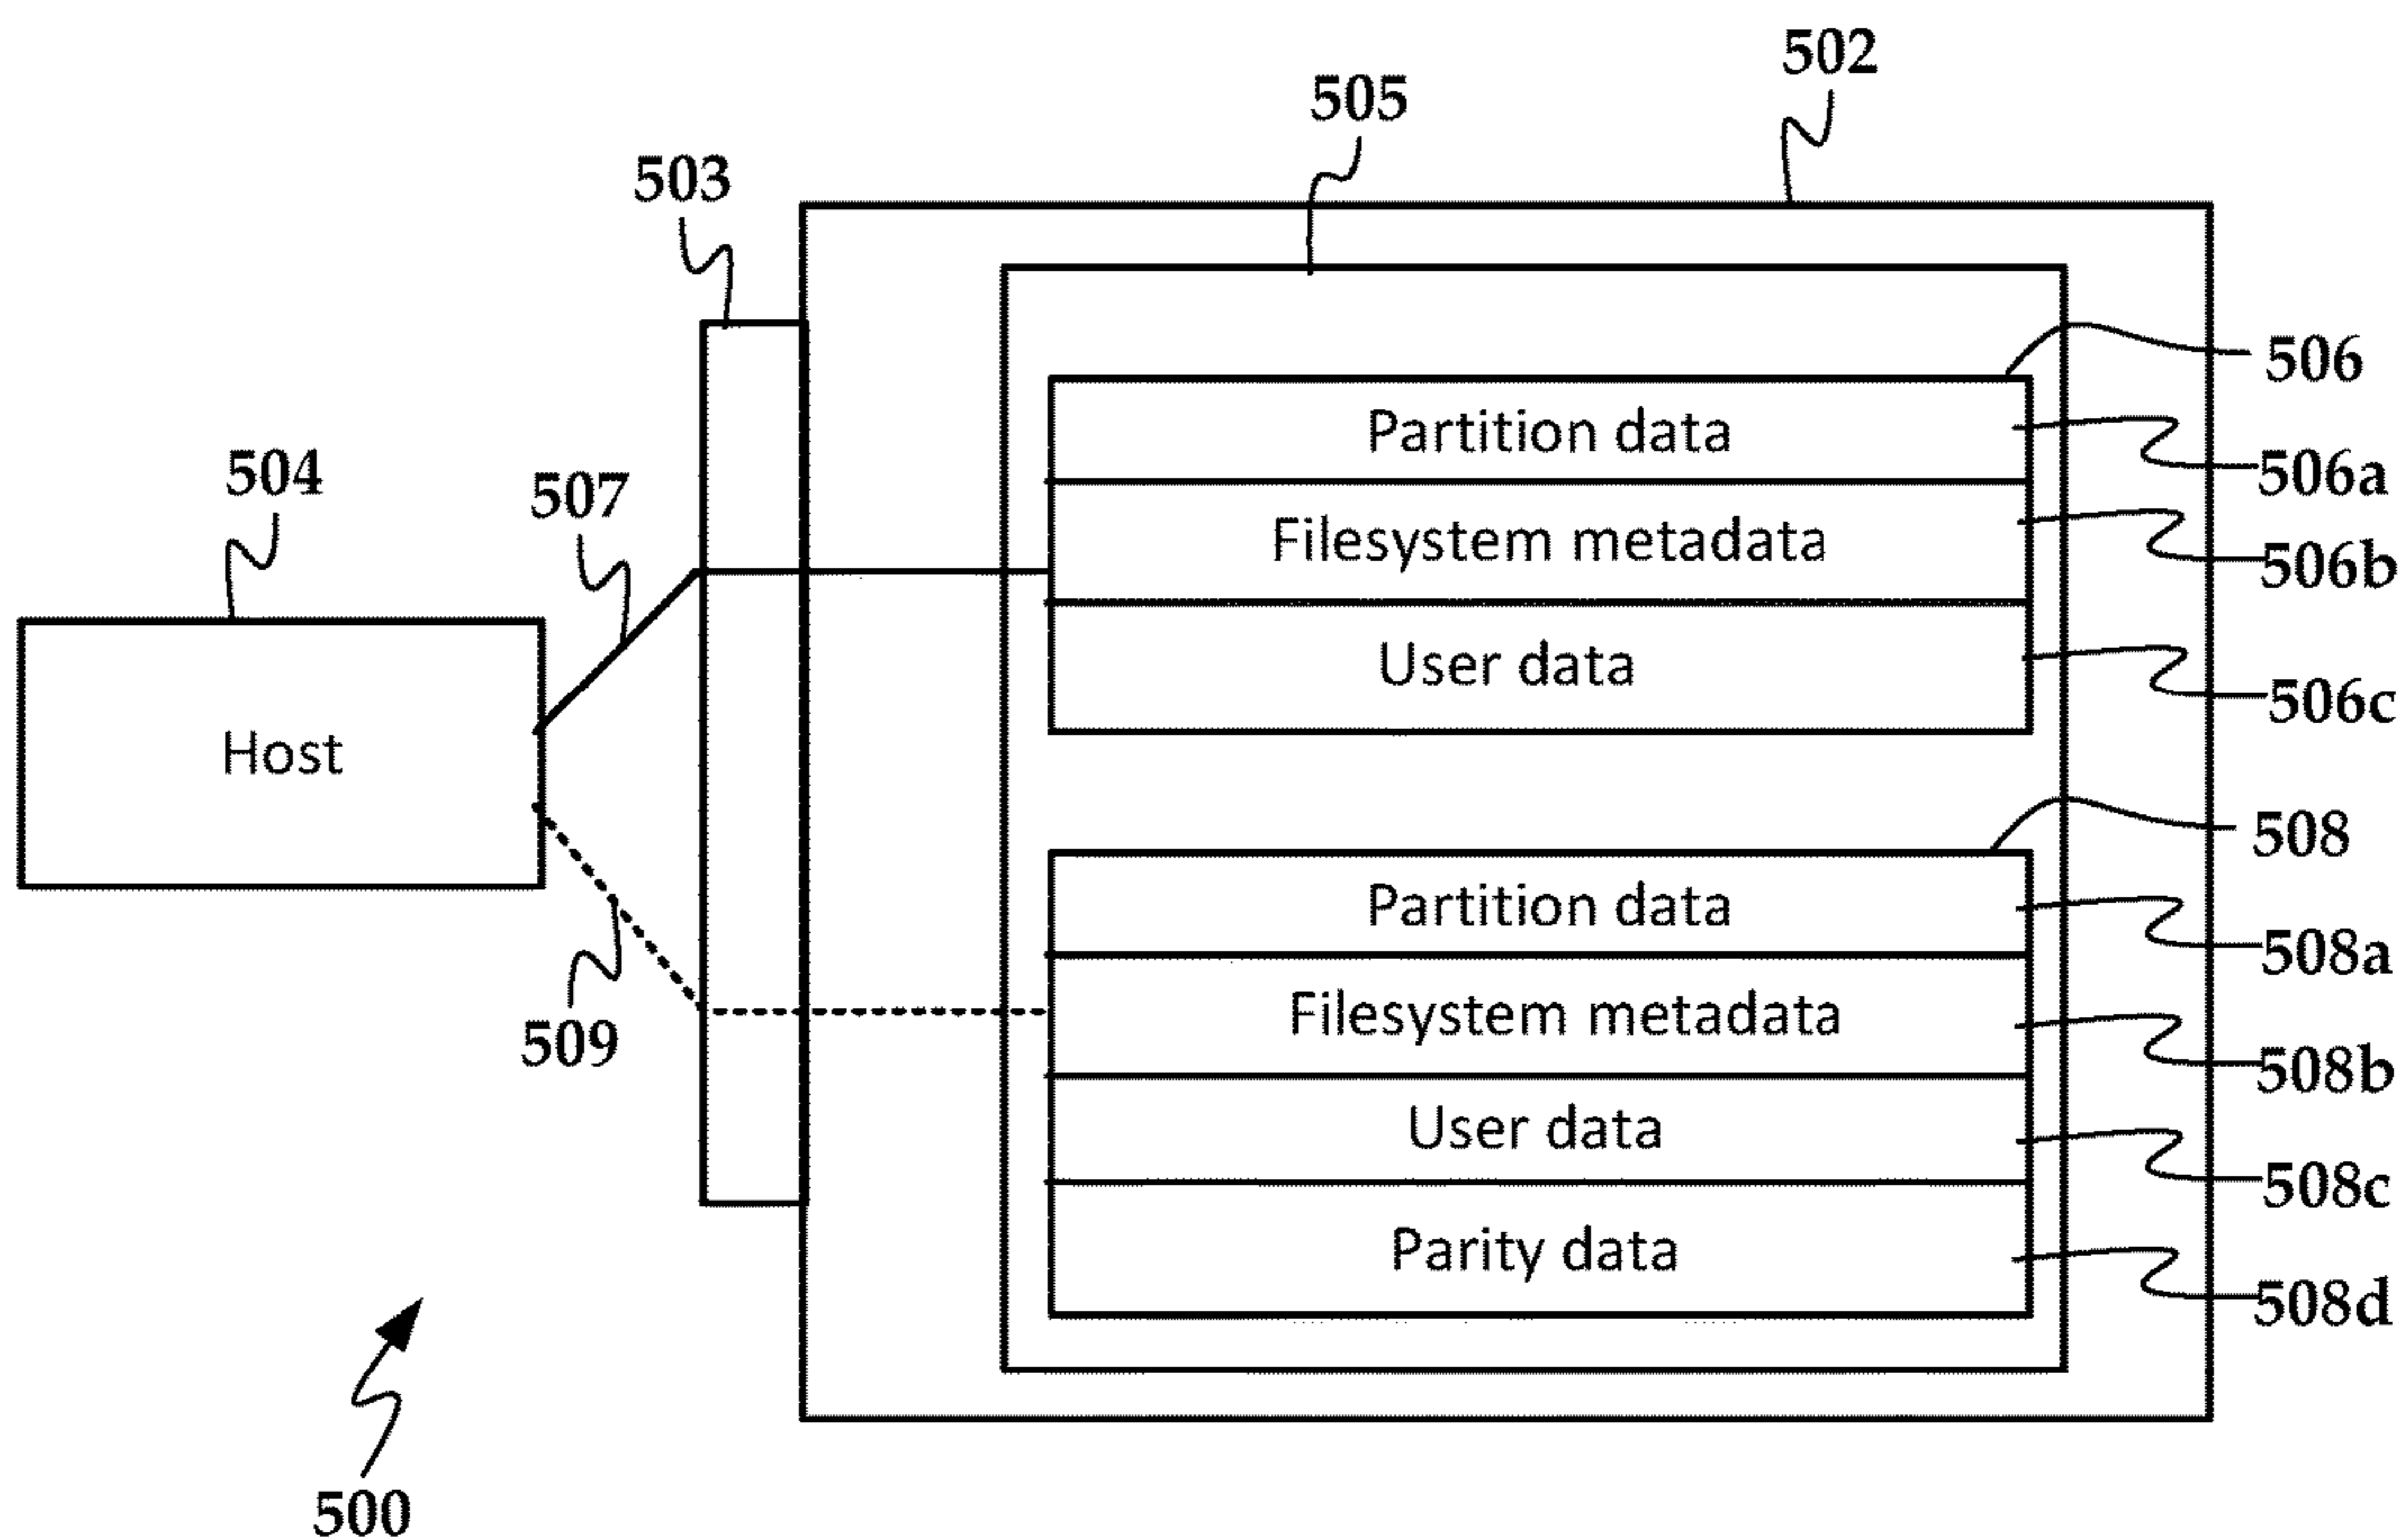 502
505
503
506
Partition data
506a
504
507
Filesystem metadata
506b
User data
506c
Host
508
Partition data
508a
Filesystem metadata
509
508b
User data
508c
Parity data
508d
500